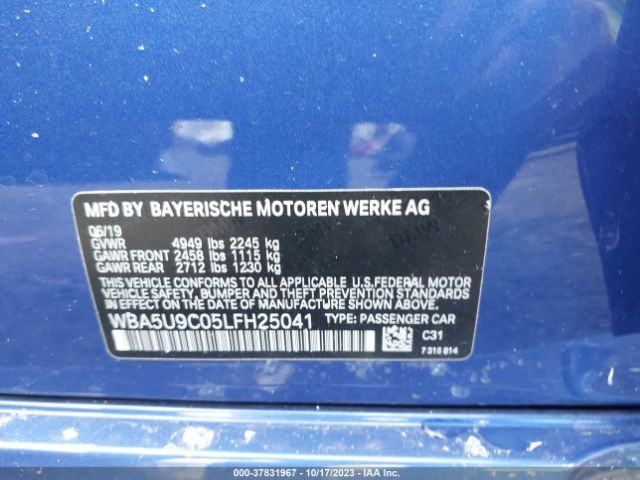 MFD BY BAYERISCHE MOTOREN WERKE AG
06/19
GVWR 4949 lbs 2245 kg
GAWR FRONT 2458 lbs 1115 kg
GAWR REAR 2712 lbs 1230 kg
THIS VEHICLE CONFORMS TO ALL APPLICABLE U.S.FEDERAL MOTOR
VEHICLE SAFETY, BUMPER, AND THEFT PREVENTION STANDARDS IN
EFFECT ON THE DATE OF MANUFACTURE SHOWN ABOVE.
WBA5U9C05LFH25041 TYPE: PASSENGER CAR
C31
7 315 814
000-37831967 - 10/17/2023 - IAA Inc.